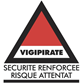 VIGIPIRATE
SECURITE RENFORCEE
RISQUE ATTENTAT